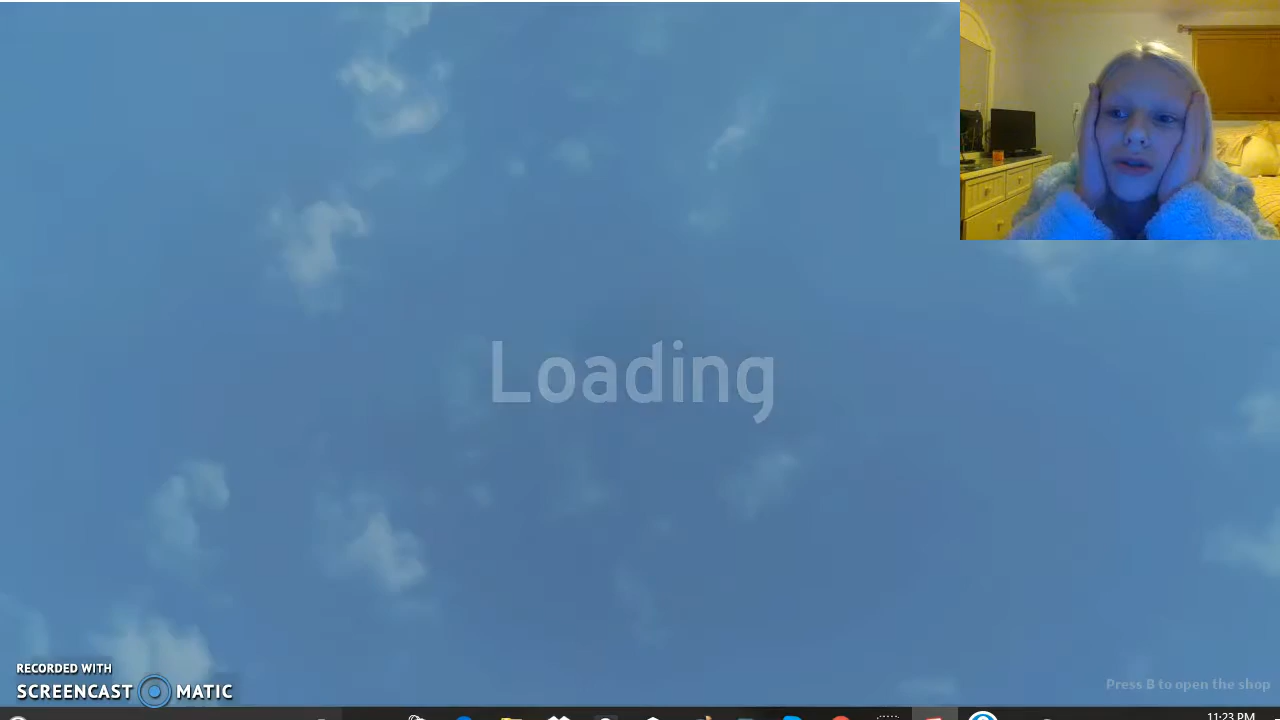 Loading
RECORDED WITH
SCREENCAST MATIC
Press B to open the shop
11:23 PM